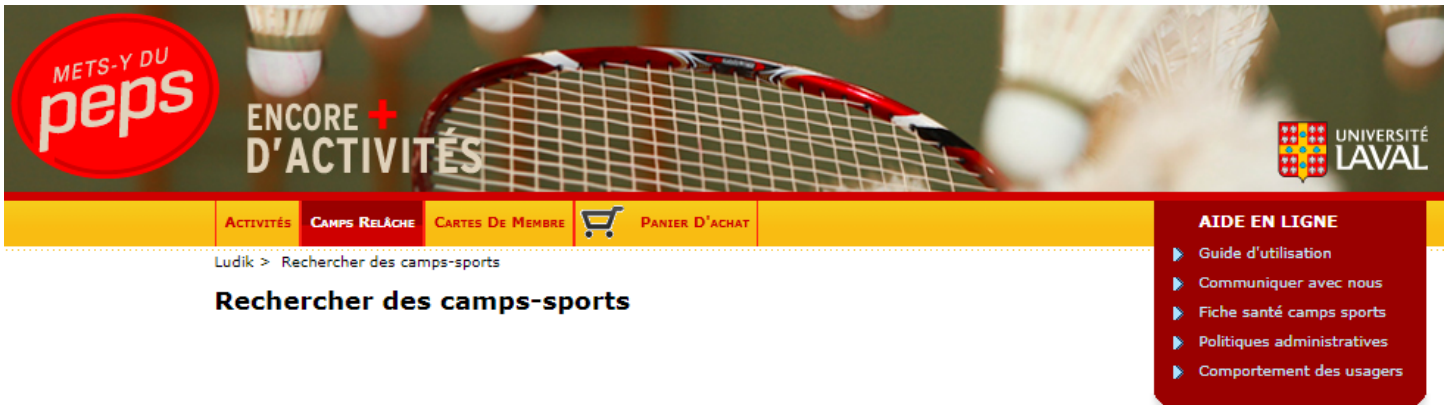 METS-Y DU
peps
ENCORE +
D'ACTIVITÉS
UNIVERSITÉ
LAVAL
ACTIVITÉS CAMPS RELÂCHE CARTES DE MEMBRE PANIER D'ACHAT
Ludik > Rechercher des camps-sports
Rechercher des camps-sports
AIDE EN LIGNE
Guide d'utilisation
Communiquer avec nous
Fiche santé camps sports
Politiques administratives
Comportement des usagers